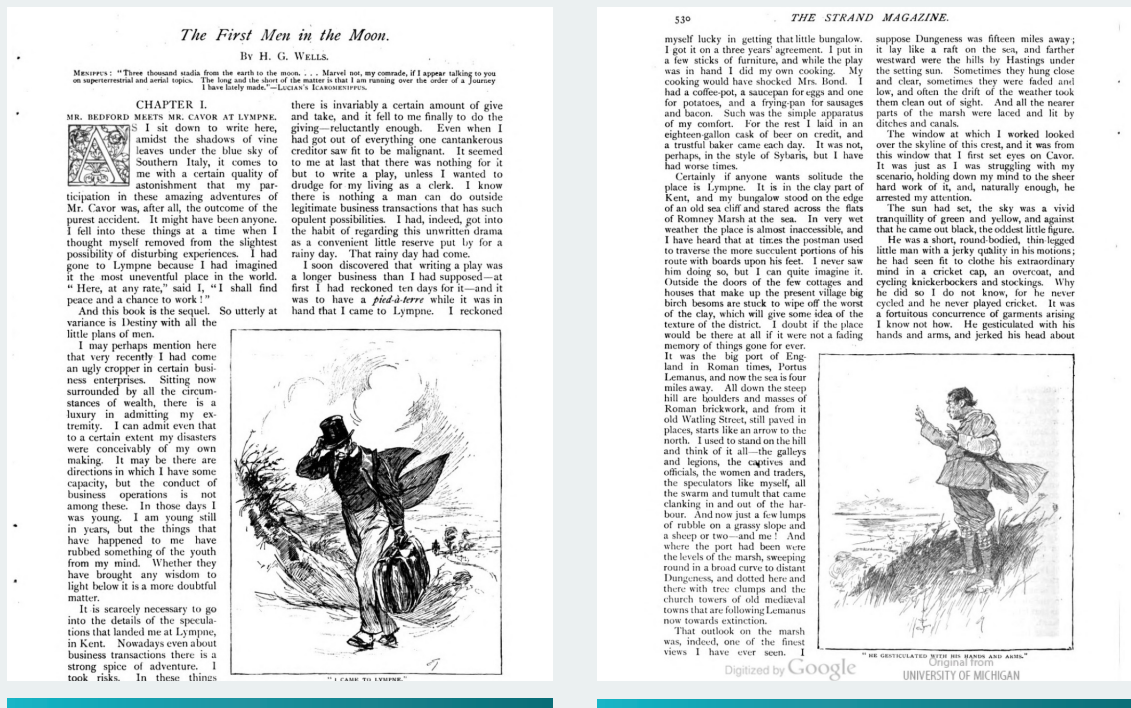 The First Men in the Moon.
BY H. G. WELLS.
MENIPPUS: "Three thousand stadia from the earth to the moon. . . . Marvel not, my comrade, if I appear talking to you
on superterrestrial and aerial topics. The long and the short of the matter is that I am running over the order of a Journey
I have lately made."—LUCIAN'S ICAROMENIPPUS.
CHAPTER I.
MR. BEDFORD MEETS MR. CAVOR AT LYMPNE.
AS I sit down to write here,
amidst the shadows of vine
leaves under the blue sky of
Southern Italy, it comes to
me with a certain quality of
astonishment that my par-
ticipation in these amazing adventures of
Mr. Cavor was, after all, the outcome of the
purest accident. It might have been anyone.
I fell into these things at a time when I
thought myself removed from the slightest
possibility of disturbing experiences. I had
gone to Lympne because I had imagined
it the most uneventful place in the world.
"Here, at any rate," said I, "I shall find
peace and a chance to work!"
And this book is the sequel. So utterly at
variance is Destiny with all the
little plans of men.
I may perhaps mention here
that very recently I had come
an ugly cropper in certain busi-
ness enterprises. Sitting now
surrounded by all the circum-
stances of wealth, there is a
luxury in admitting my ex-
tremity. I can admit even that
to a certain extent my disasters
were conceivably of my own
making. It may be there are
directions in which I have some
capacity, but the conduct of
business operations is not
among these. In those days I
was young. I am young still
in years, but the things that
have happened to me have
rubbed something of the youth
from my mind. Whether they
have brought any wisdom to
light below it is a more doubtful
matter.
It is scarcely necessary to go
into the details of the specula-
tions that landed me at Lympne,
in Kent. Nowadays even about
business transactions there is a
strong spice of adventure. I
took risks. In these things
there is invariably a certain amount of give
and take, and it fell to me finally to do the
giving—reluctantly enough. Even when I
had got out of everything one cantankerous
creditor saw fit to be malignant. It seemed
to me at last that there was nothing for it
but to write a play, unless I wanted to
drudge for my living as a clerk. I know
there is nothing a man can do outside
legitimate business transactions that has such
opulent possibilities. I had, indeed, got into
the habit of regarding this unwritten drama
as a convenient little reserve put by for a
rainy day. That rainy day had come.
I soon discovered that writing a play was
a longer business than I had supposed—at
first I had reckoned ten days for it—and it
was to have a pied-à-terre while it was in
hand that I came to Lympne. I reckoned
"I CAME TO LYMPNE."
530
THE STRAND MAGAZINE.
myself lucky in getting that little bungalow.
I got it on a three years' agreement. I put in
a few sticks of furniture, and while the play
was in hand I did my own cooking. My
cooking would have shocked Mrs. Bond. I
had a coffee-pot, a saucepan for eggs and one
for potatoes, and a frying-pan for sausages
and bacon. Such was the simple apparatus
of my comfort. For the rest I laid in an
eighteen-gallon cask of beer on credit, and
a trustful baker came each day. It was not,
perhaps, in the style of Sybaris, but I have
had worse times.
Certainly if anyone wants solitude the
place is Lympne. It is in the clay part of
Kent, and my bungalow stood on the edge
of an old sea cliff and stared across the flats
of Romney Marsh at the sea. In very wet
weather the place is almost inaccessible, and
I have heard that at times the postman used
to traverse the more succulent portions of his
route with boards upon his feet. I never saw
him doing so, but I can quite imagine it.
Outside the doors of the few cottages and
houses that make up the present village big
birch besoms are stuck to wipe off the worst
of the clay, which will give some idea of the
texture of the district. I doubt if the place
would be there at all if it were not a fading
memory of things gone for ever.
It was the big port of Eng-
land in Roman times, Portus
Lemanus, and now the sea is four
miles away. All down the steep
hill are boulders and masses of
Roman brickwork, and from it
old Watling Street, still paved in
places, starts like an arrow to the
north. I used to stand on the hill
and think of it all—the galleys
and legions, the captives and
officials, the women and traders,
the speculators like myself, all
the swarm and tumult that came
clanking in and out of the har-
bour. And now just a few lumps
of rubble on a grassy slope and
a sheep or two—and me! And
where the port had been were
the levels of the marsh, sweeping
round in a broad curve to distant
Dungeness, and dotted here and
there with tree clumps and the
church towers of old mediæval
towns that are following Lemanus
now towards extinction.
That outlook on the marsh
was, indeed, one of the finest
views I have ever seen. I
suppose Dungeness was fifteen miles away;
it lay like a raft on the sea, and farther
westward were the hills by Hastings under
the setting sun. Sometimes they hung close
and clear, sometimes they were faded and
low, and often the drift of the weather took
them clean out of sight. And all the nearer
parts of the marsh were laced and lit by
ditches and canals.
The window at which I worked looked
over the skyline of this crest, and it was from
this window that I first set eyes on Cavor.
It was just as I was struggling with my
scenario, holding down my mind to the sheer
hard work of it, and, naturally enough, he
arrested my attention.
The sun had set, the sky was a vivid
tranquillity of green and yellow, and against
that he came out black, the oddest little figure.
He was a short, round-bodied, thin-legged
little man with a jerky quality in his motions;
he had seen fit to clothe his extraordinary
mind in a cricket cap, an overcoat, and
cycling knickerbockers and stockings. Why
he did so I do not know, for he never
cycled and he never played cricket. It was
a fortuitous concurrence of garments arising
I know not how. He gesticulated with his
hands and arms, and jerked his head about
"HE GESTICULATED WITH HIS HANDS AND ARMS."
Digitized by Google
Original from
UNIVERSITY OF MICHIGAN